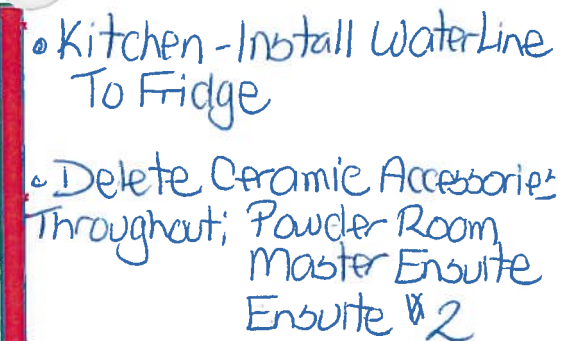 • Kitchen - Install WaterLine
To Fridge
• Delete Ceramic Accessories
Throughout; Powder Room
Master Ensuite
Ensuite # 2